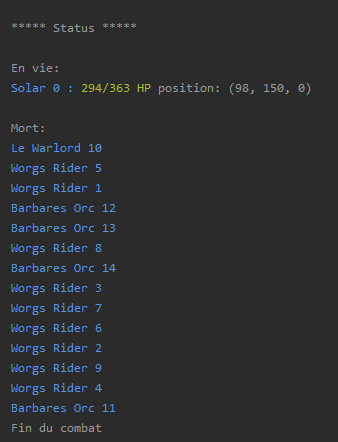 ***** Status *****
En vie:
Solar 0 : 294/363 HP position: (98, 150, 0)
Mort:
Le Warlord 10
Worgs Rider 5
Worgs Rider 1
Barbares Orc 12
Barbares Orc 13
Worgs Rider 8
Barbares Orc 14
Worgs Rider 3
Worgs Rider 7
Worgs Rider 6
Worgs Rider 2
Worgs Rider 9
Worgs Rider 4
Barbares Orc 11
Fin du combat